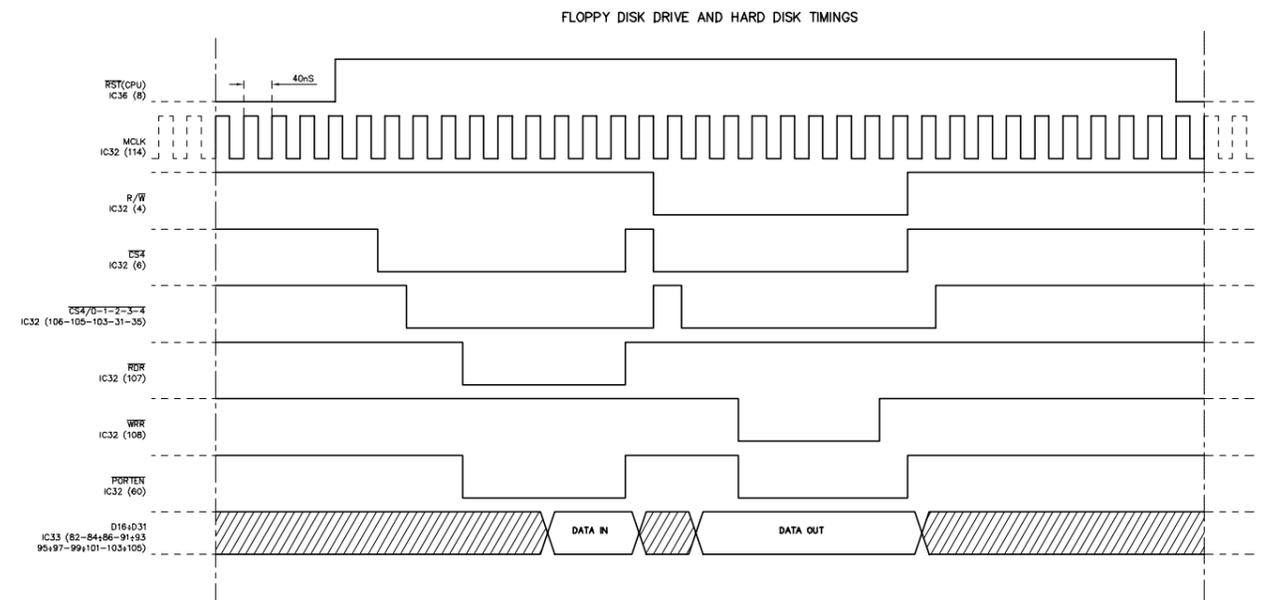 FLOPPY DISK DRIVE AND HARD DISK TIMINGS
40nS
RST(CPU)
IC36 (8)
MCLK
IC32 (114)
R/W
IC32 (4)
CS4
IC32 (6)
CS4/0-1-2-3-4
IC32 (106-105-103-31-35)
RDR
IC32 (107)
WRR
IC32 (108)
PORTEN
IC32 (60)
D16÷D31
IC33 (82-84÷86-91÷93
95÷97-99÷101-103÷105)
DATA IN
DATA OUT